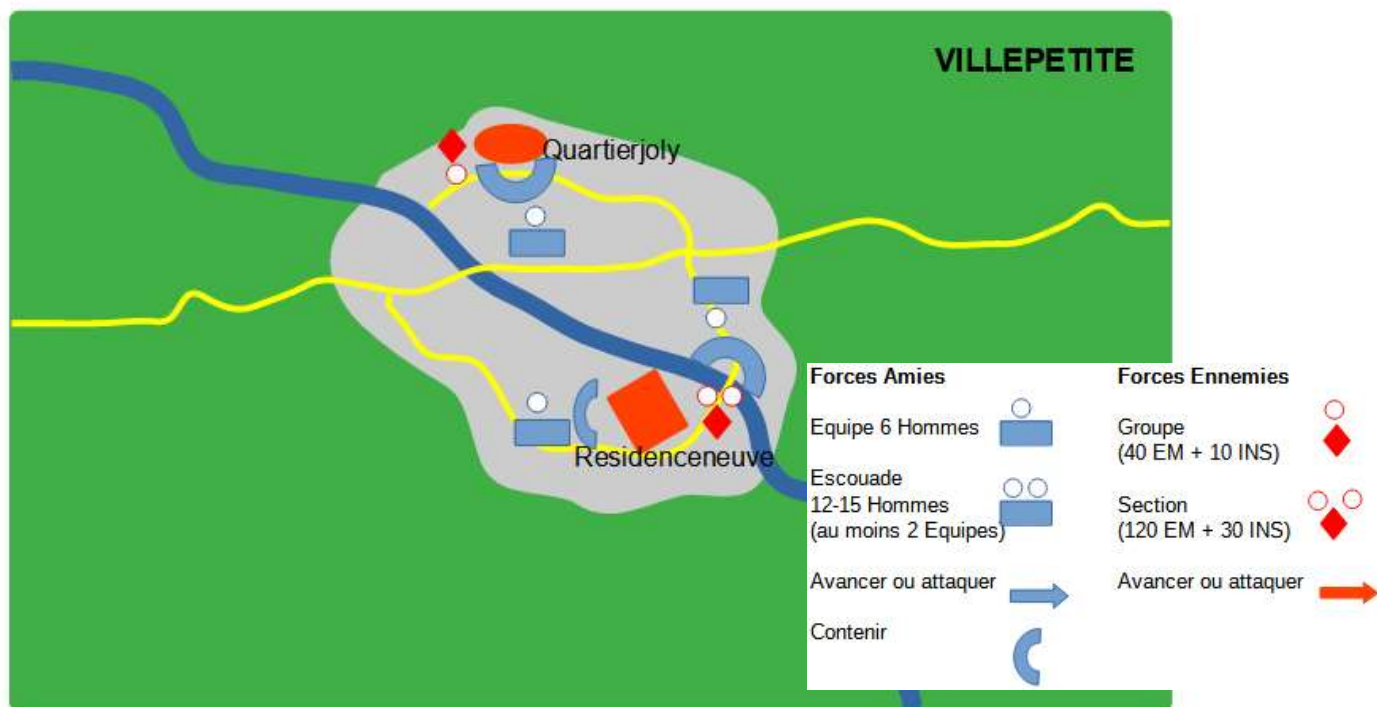 VILLEPETITE
Quartierjoly
Residenceneuve
Forces Amies
Equipe 6 Hommes
Escouade
12-15 Hommes
(au moins 2 Equipes)
Avancer ou attaquer
Contenir
Forces Ennemies
Groupe
(40 EM + 10 INS)
Section
(120 EM + 30 INS)
Avancer ou attaquer